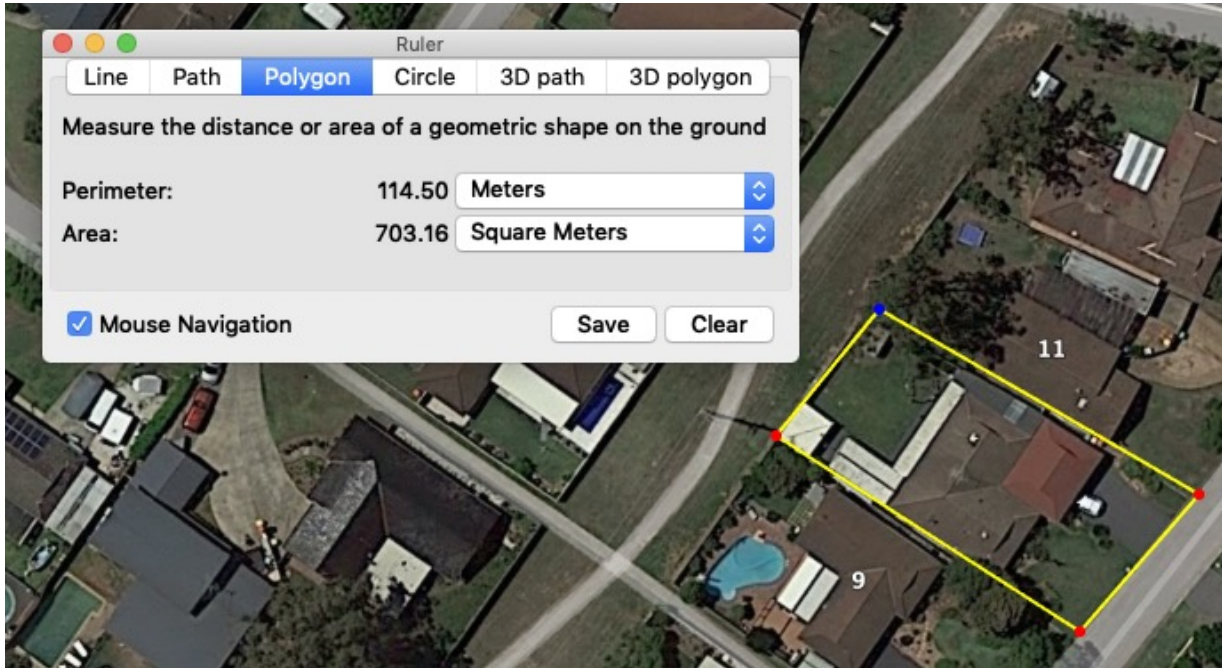 Ruler
Line Path Polygon Circle 3D path 3D polygon
Measure the distance or area of a geometric shape on the ground
Perimeter: 114.50 Meters
Area: 703.16 Square Meters
Mouse Navigation Save Clear
11
9